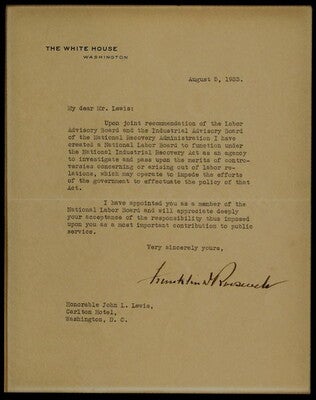 THE WHITE HOUSE
WASHINGTON
August 5, 1933.
My dear Mr. Lewis:
Upon joint recommendation of the Labor
Advisory Board and the Industrial Advisory Board
of the National Recovery Administration I have
created a National Labor Board to function under
the National Industrial Recovery Act as an agency
to investigate and pass upon the merits of contro-
versies concerning or arising out of labor re-
lations, which may operate to impede the efforts
of the government to effectuate the policy of that
Act.
I have appointed you as a member of the
National Labor Board and will appreciate deeply
your acceptance of the responsibility thus imposed
upon you as a most important contribution to public
service.
Very sincerely yours,
Franklin D Roosevelt
Honorable John L. Lewis,
Carlton Hotel,
Washington, D. C.